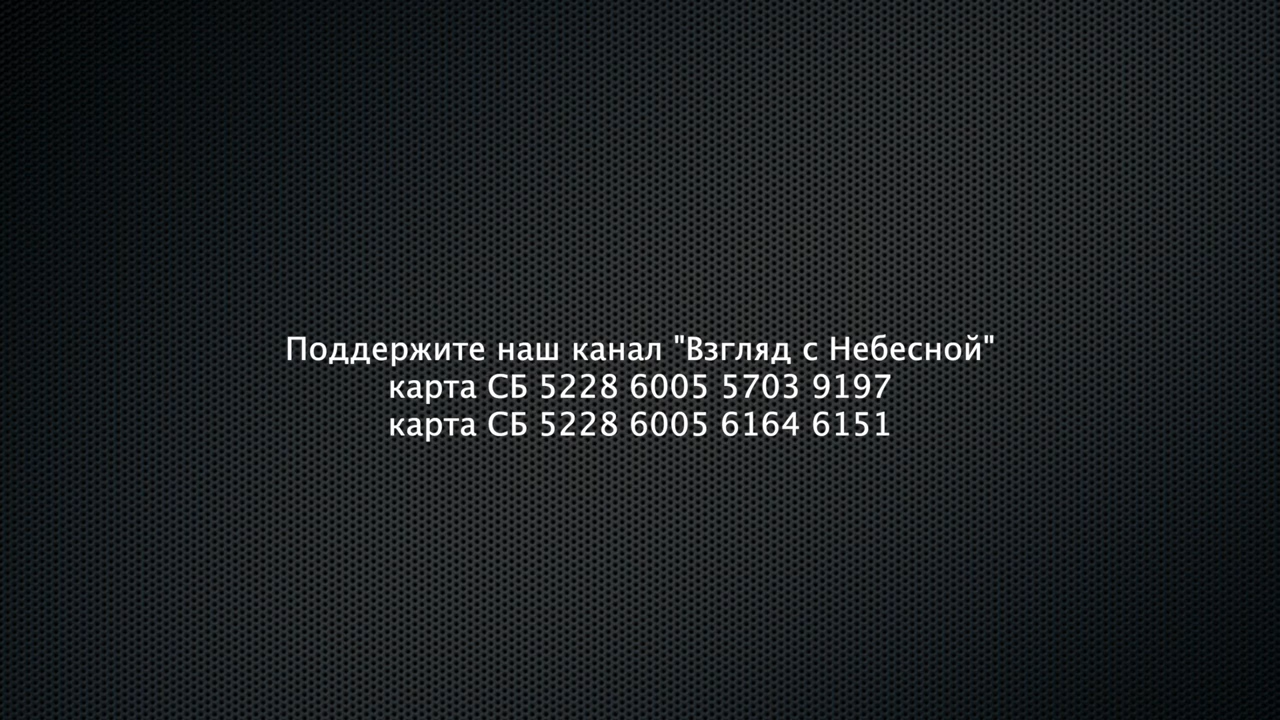 Поддержите наш канал "Взгляд с Небесной"
карта СБ 5228 6005 5703 9197
карта СБ 5228 6005 6164 6151